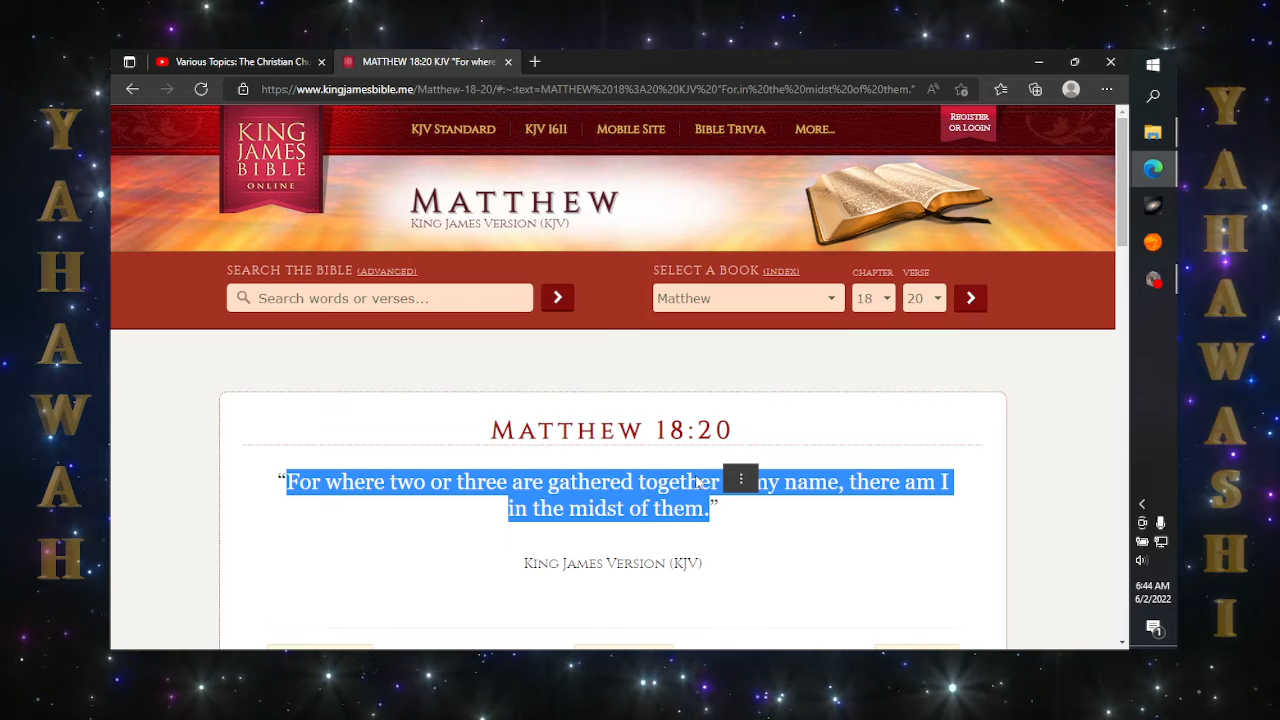 YAHAWAH
Various Topics: The Christian Chu
MATTHEW 18:20 KJV "For where
https://www.kingjamesbible.me/Matthew-18-20/#:~:text=MATTHEW%2018%3A20%20KJV%20"For,in%20the%20midst%20of%20them."
KING
JAMES
BIBLE
ONLINE
KJV STANDARD
KJV 1611
MOBILE SITE
BIBLE TRIVIA
MORE...
REGISTER
OR LOGIN
MATTHEW
KING JAMES VERSION (KJV)
SEARCH THE BIBLE (ADVANCED)
Search words or verses...
SELECT A BOOK (INDEX)
CHAPTER
VERSE
Matthew
18
20
MATTHEW 18:20
“For where two or three are gathered together my name, there am I
in the midst of them.”
KING JAMES VERSION (KJV)
6:44 AM
6/2/2022
1
YAHAWASHI